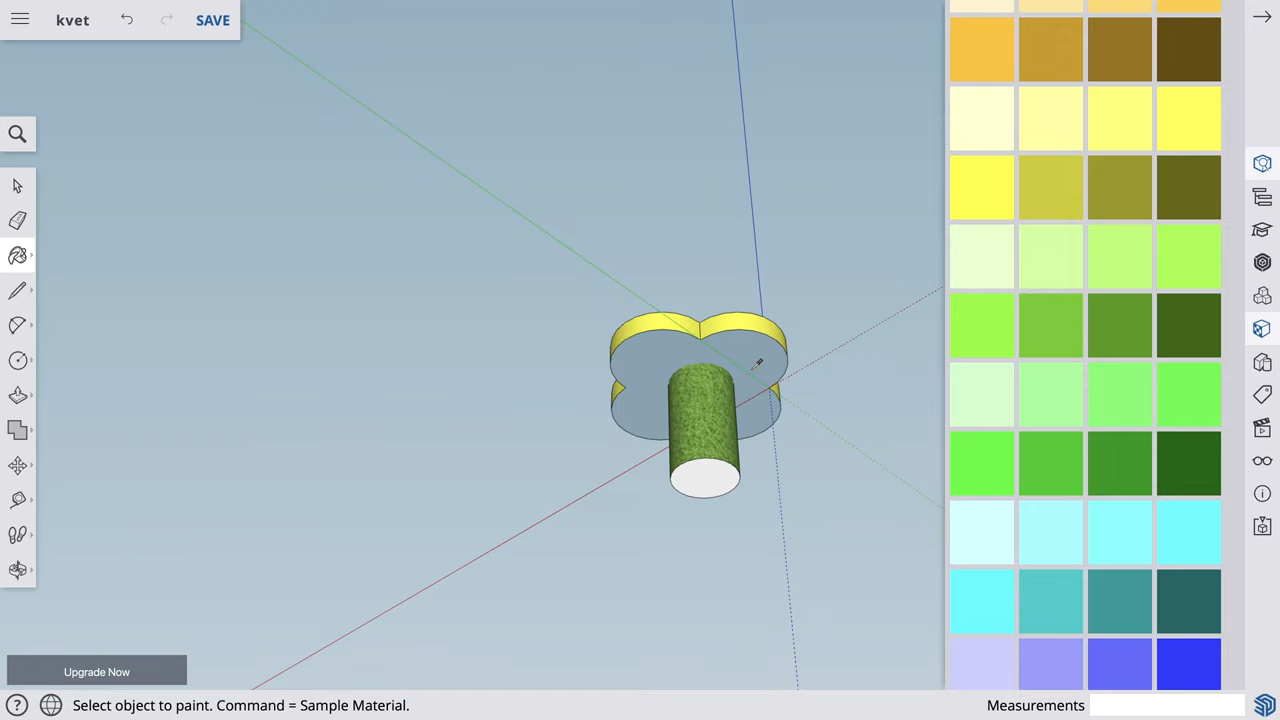 kvet
SAVE
Upgrade Now
Select object to paint. Command = Sample Material.
Measurements